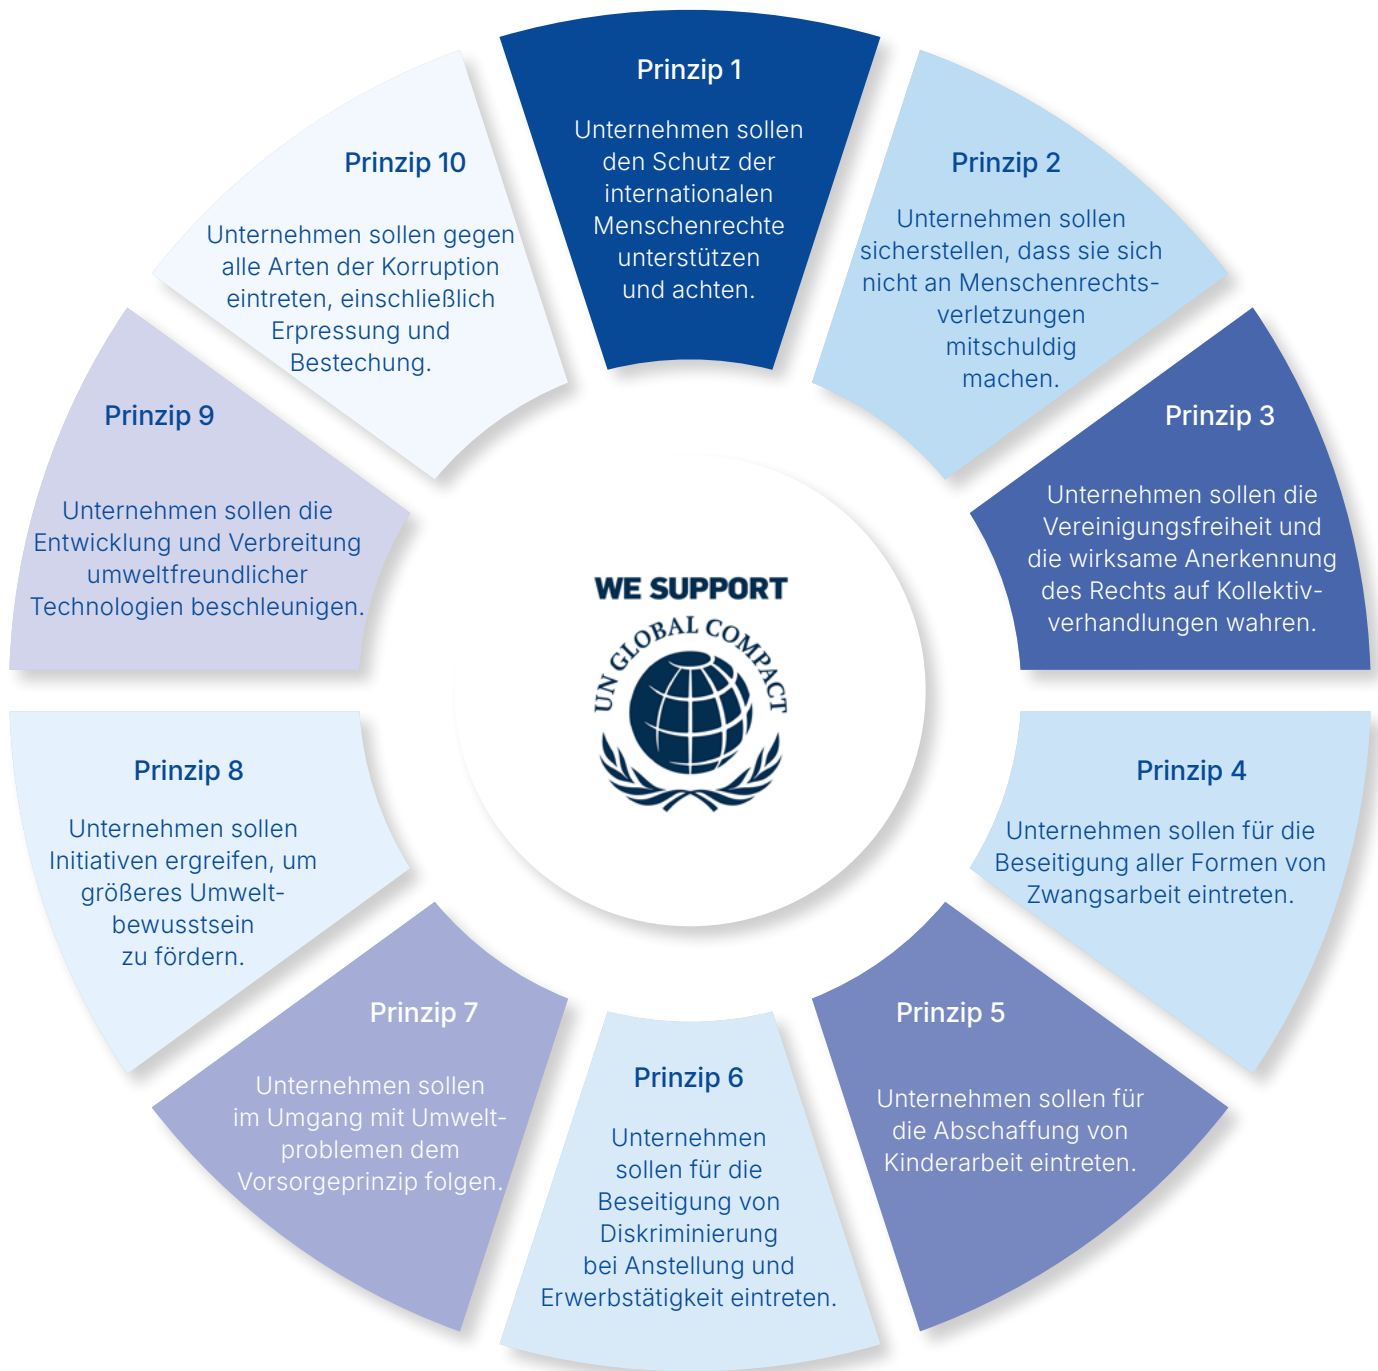 Prinzip 1
Unternehmen sollen
den Schutz der
internationalen
Menschenrechte
unterstützen
und achten.
Prinzip 2
Unternehmen sollen
sicherstellen, dass sie sich
nicht an Menschenrechts-
verletzungen
mitschuldig
machen.
Prinzip 3
Unternehmen sollen die
Vereinigungsfreiheit und
die wirksame Anerkennung
des Rechts auf Kollektiv-
verhandlungen wahren.
Prinzip 4
Unternehmen sollen für die
Beseitigung aller Formen von
Zwangsarbeit eintreten.
Prinzip 5
Unternehmen sollen für
die Abschaffung von
Kinderarbeit eintreten.
Prinzip 6
Unternehmen
sollen für die
Beseitigung von
Diskriminierung
bei Anstellung und
Erwerbstätigkeit eintreten.
Prinzip 7
Unternehmen sollen
im Umgang mit Umwelt-
problemen dem
Vorsorgeprinzip folgen.
Prinzip 8
Unternehmen sollen
Initiativen ergreifen, um
größeres Umwelt-
bewusstsein
zu fördern.
Prinzip 9
Unternehmen sollen die
Entwicklung und Verbreitung
umweltfreundlicher
Technologien beschleunigen.
Prinzip 10
Unternehmen sollen gegen
alle Arten der Korruption
eintreten, einschließlich
Erpressung und
Bestechung.
WE SUPPORT
UN GLOBAL COMPACT